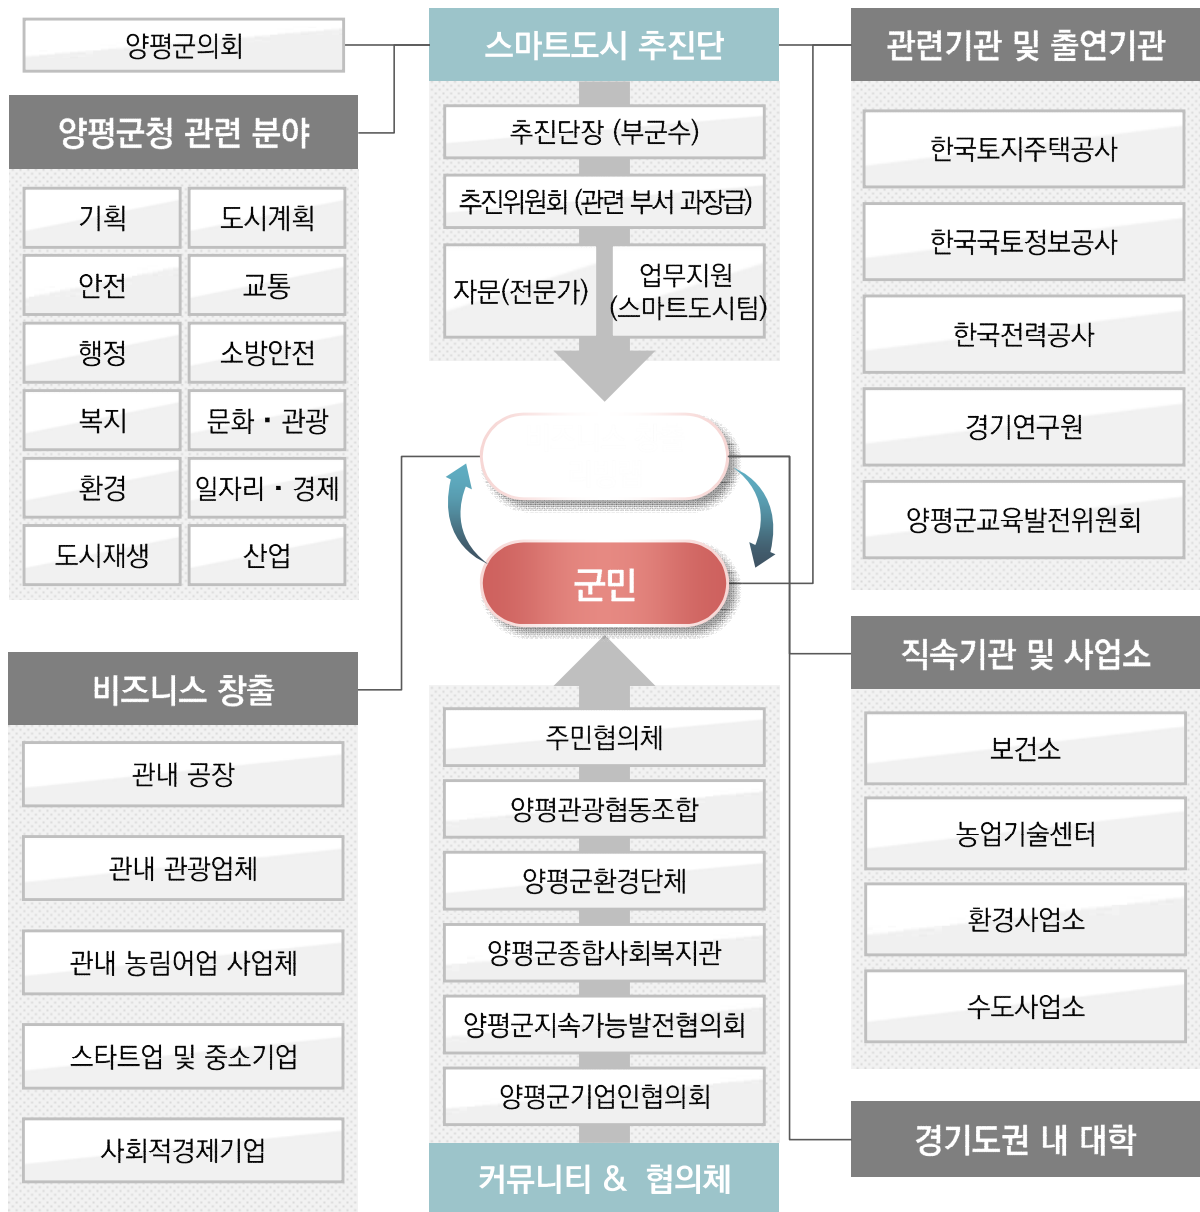 양평군의회
양평군청 관련 분야
기획
도시계획
안전
교통
행정
소방안전
복지
문화 · 관광
환경
일자리 · 경제
도시재생
산업
비즈니스 창출
관내 공장
관내 관광업체
관내 농림어업 사업체
스타트업 및 중소기업
사회적경제기업
스마트도시 추진단
추진단장 (부군수)
추진위원회 (관련 부서 과장급)
자문(전문가)
업무지원
(스마트도시팀)
군민
주민협의체
양평관광협동조합
양평군환경단체
양평군종합사회복지관
양평군지속가능발전협의회
양평군기업인협의회
커뮤니티 & 협의체
관련기관 및 출연기관
한국토지주택공사
한국국토정보공사
한국전력공사
경기연구원
양평군교육발전위원회
직속기관 및 사업소
보건소
농업기술센터
환경사업소
수도사업소
경기도권 내 대학